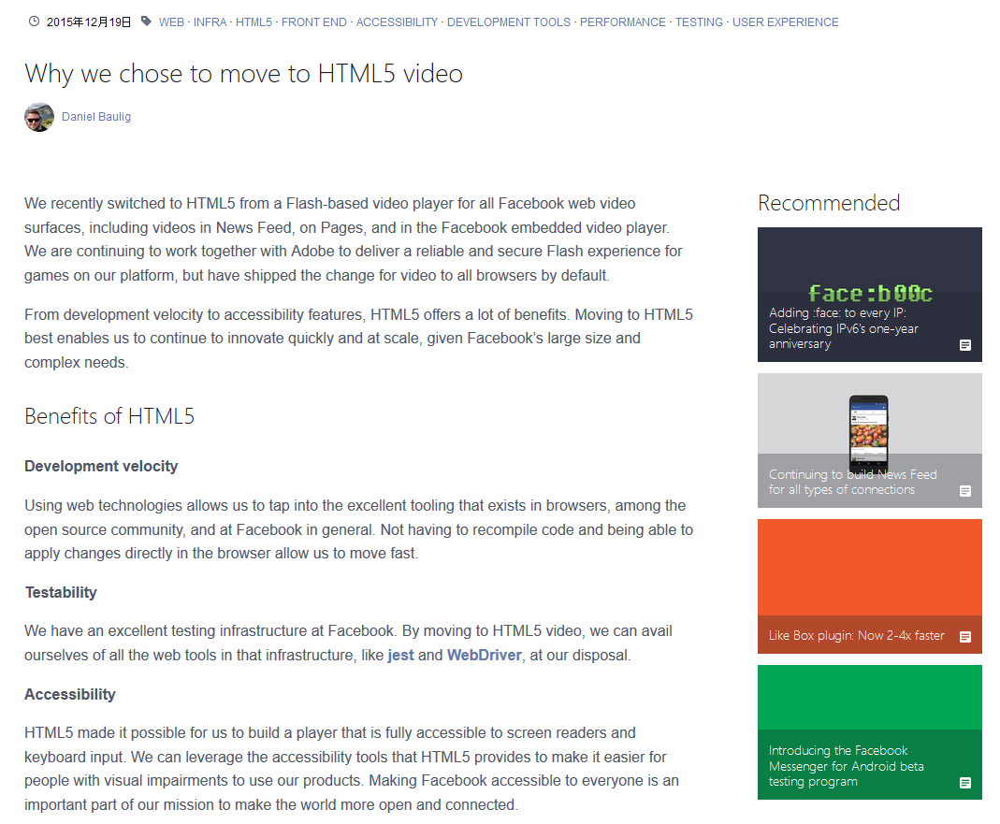 2015年12月19日 WEB · INFRA · HTML5 · FRONT END · ACCESSIBILITY · DEVELOPMENT TOOLS · PERFORMANCE · TESTING · USER EXPERIENCE
Why we chose to move to HTML5 video
Daniel Baulig
We recently switched to HTML5 from a Flash-based video player for all Facebook web video
surfaces, including videos in News Feed, on Pages, and in the Facebook embedded video player.
We are continuing to work together with Adobe to deliver a reliable and secure Flash experience for
games on our platform, but have shipped the change for video to all browsers by default.
From development velocity to accessibility features, HTML5 offers a lot of benefits. Moving to HTML5
best enables us to continue to innovate quickly and at scale, given Facebook’s large size and
complex needs.
Benefits of HTML5
Development velocity
Using web technologies allows us to tap into the excellent tooling that exists in browsers, among the
open source community, and at Facebook in general. Not having to recompile code and being able to
apply changes directly in the browser allow us to move fast.
Testability
We have an excellent testing infrastructure at Facebook. By moving to HTML5 video, we can avail
ourselves of all the web tools in that infrastructure, like jest and WebDriver, at our disposal.
Accessibility
HTML5 made it possible for us to build a player that is fully accessible to screen readers and
keyboard input. We can leverage the accessibility tools that HTML5 provides to make it easier for
people with visual impairments to use our products. Making Facebook accessible to everyone is an
important part of our mission to make the world more open and connected.
Recommended
face:b00c
Adding :face: to every IP:
Celebrating IPv6's one-year
anniversary
Continuing to build News Feed
for all types of connections
Like Box plugin: Now 2-4x faster
Introducing the Facebook
Messenger for Android beta
testing program